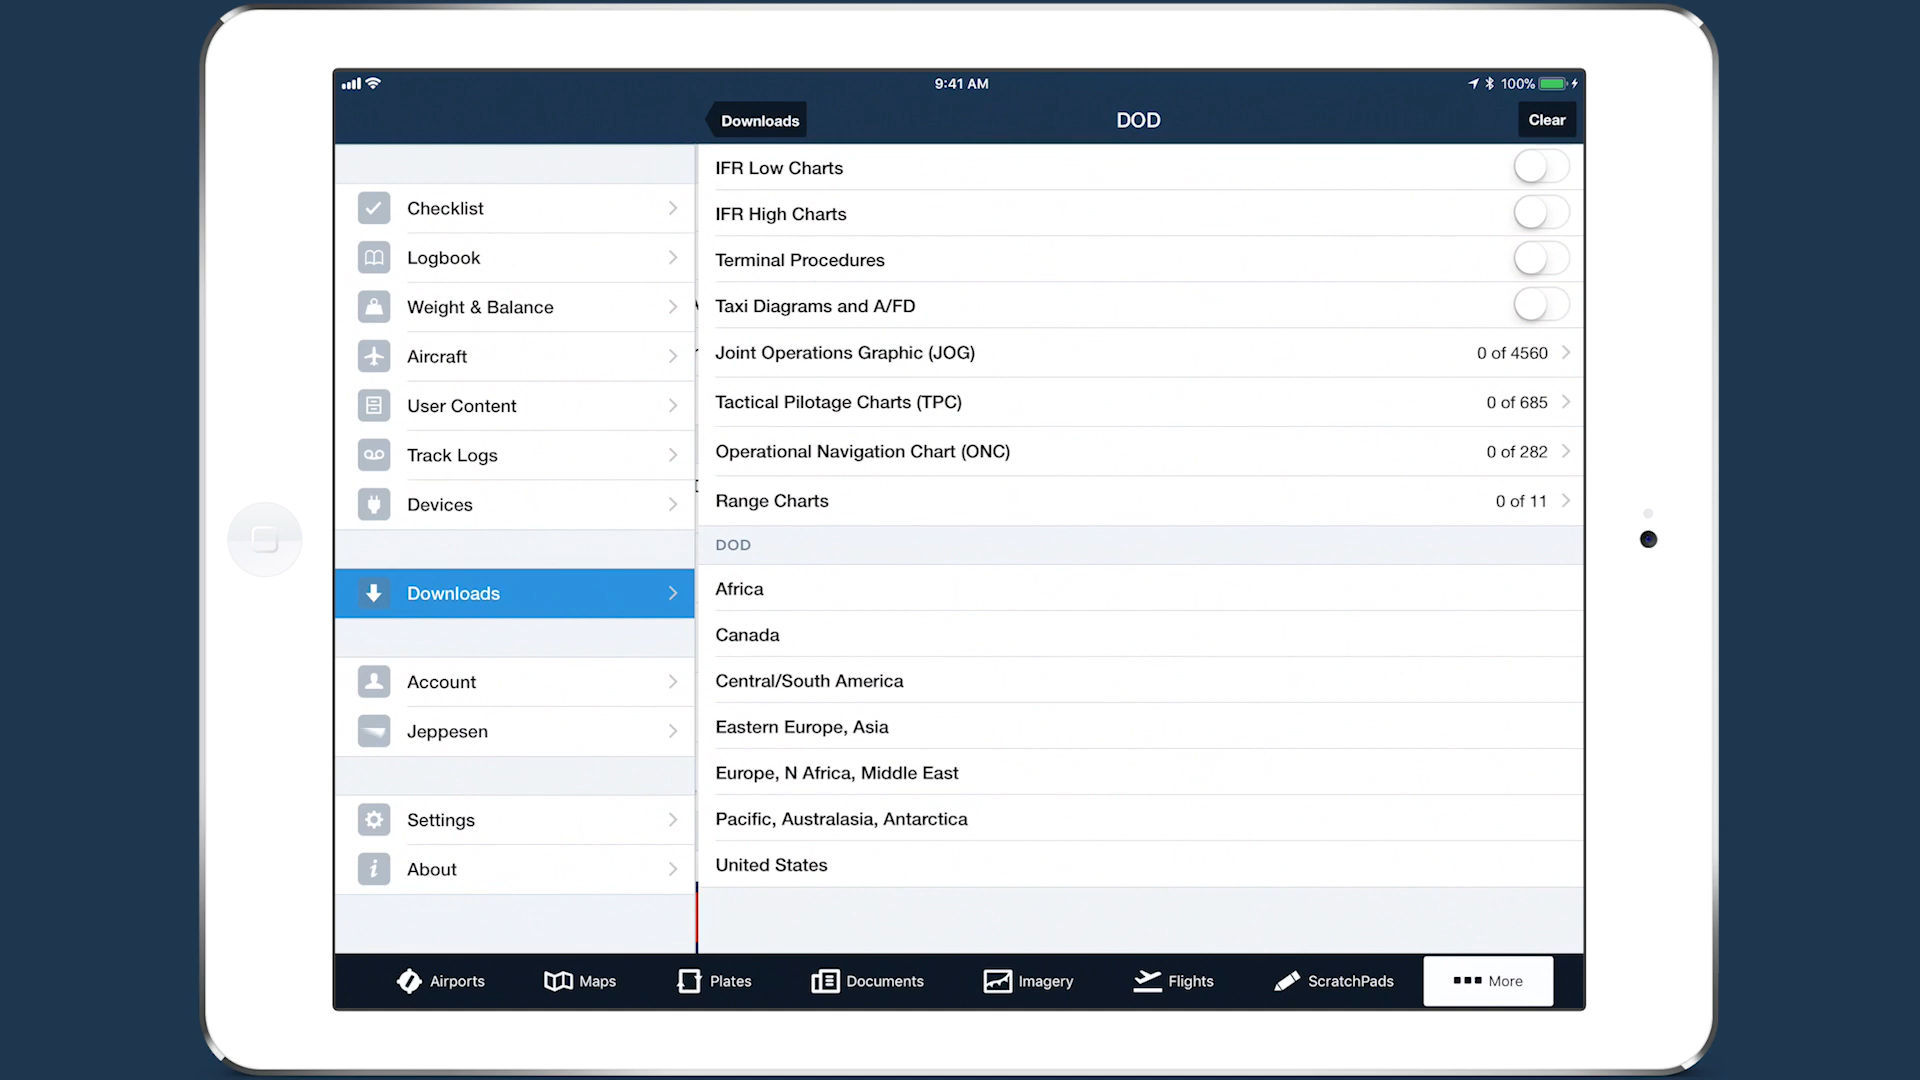 9:41 AM
100%
Downloads
DOD
Clear
Checklist
Logbook
Weight & Balance
Aircraft
User Content
Track Logs
Devices
Downloads
Account
Jeppesen
Settings
About
IFR Low Charts
IFR High Charts
Terminal Procedures
Taxi Diagrams and A/FD
Joint Operations Graphic (JOG) 0 of 4560
Tactical Pilotage Charts (TPC) 0 of 685
Operational Navigation Chart (ONC) 0 of 282
Range Charts 0 of 11
DOD
Africa
Canada
Central/South America
Eastern Europe, Asia
Europe, N Africa, Middle East
Pacific, Australasia, Antarctica
United States
Airports
Maps
Plates
Documents
Imagery
Flights
ScratchPads
More